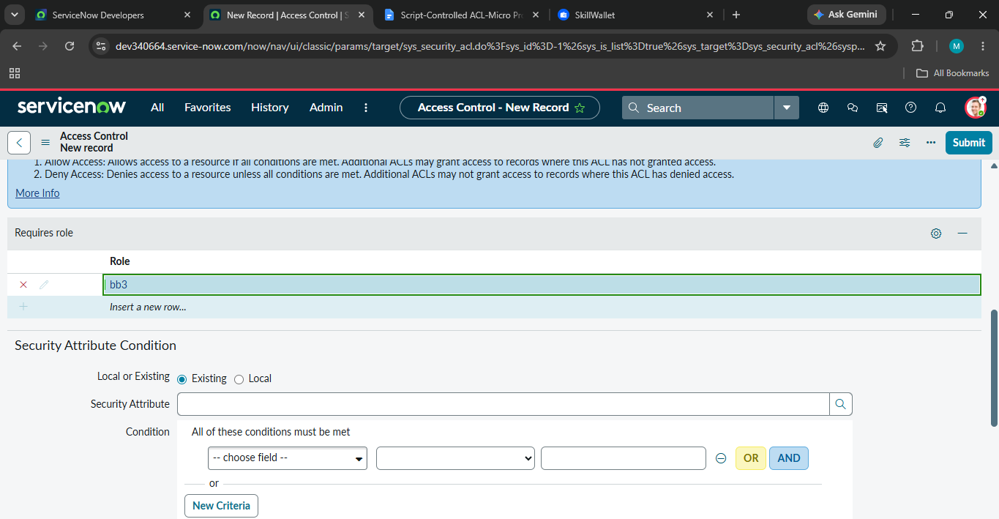 ServiceNow Developers
New Record | Access Control | S
Script-Controlled ACL-Micro Pro
SkillWallet
Ask Gemini
dev340664.service-now.com/now/nav/ui/classic/params/target/sys_security_acl.do%3Fsys_id%3D-1%26sys_is_list%3Dtrue%26sys_target%3Dsys_security_acl%26sysp...
M
All Bookmarks
servicenow
All
Favorites
History
Admin
Access Control - New Record
Search
Access Control
New record
Submit
1. Allow Access: Allows access to a resource if all conditions are met. Additional ACLs may grant access to records where this ACL has not granted access.
2. Deny Access: Denies access to a resource unless all conditions are met. Additional ACLs may not grant access to records where this ACL has denied access.
More Info
Requires role
Role
bb3
Insert a new row...
Security Attribute Condition
Local or Existing
Existing
Local
Security Attribute
Condition
All of these conditions must be met
-- choose field --
OR
AND
or
New Criteria